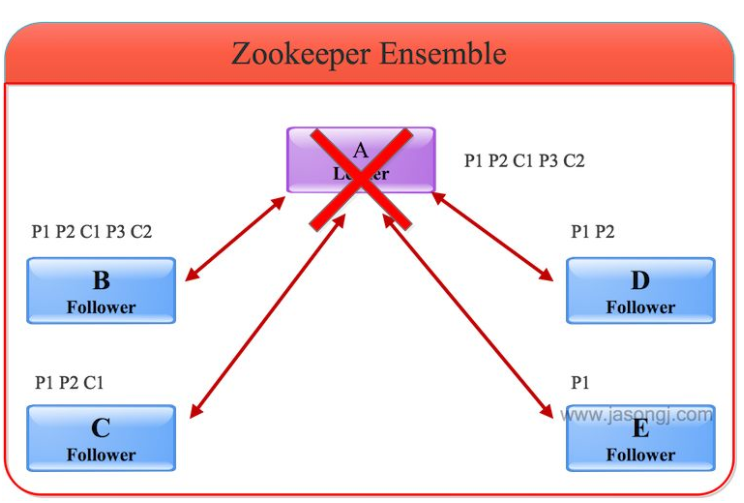 Zookeeper Ensemble
A
Leader
P1 P2 C1 P3 C2
P1 P2 C1 P3 C2
B
Follower
P1 P2
D
Follower
P1 P2 C1
C
Follower
P1
www.jasongj.com
E
Follower